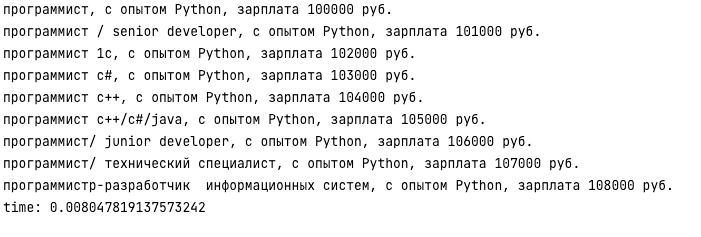 программист, с опытом Python, зарплата 100000 руб.
программист / senior developer, с опытом Python, зарплата 101000 руб.
программист 1с, с опытом Python, зарплата 102000 руб.
программист c#, с опытом Python, зарплата 103000 руб.
программист c++, с опытом Python, зарплата 104000 руб.
программист c++/c#/java, с опытом Python, зарплата 105000 руб.
программист/ junior developer, с опытом Python, зарплата 106000 руб.
программист/ технический специалист, с опытом Python, зарплата 107000 руб.
программистр-разработчик  информационных систем, с опытом Python, зарплата 108000 руб.
time: 0.008047819137573242